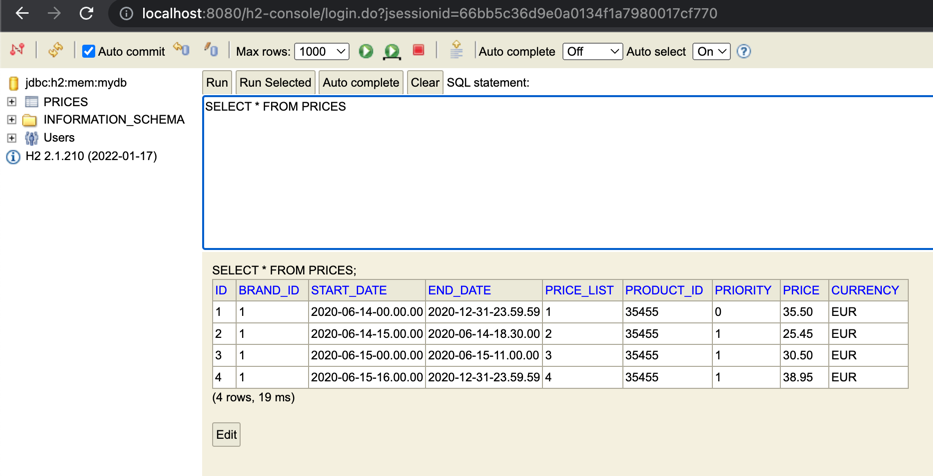 localhost:8080/h2-console/login.do?jsessionid=66bb5c36d9e0a0134f1a7980017cf770
Auto commit Max rows: 1000 Auto complete Off Auto select On ?
jdbc:h2:mem:mydb
PRICES
INFORMATION_SCHEMA
Users
H2 2.1.210 (2022-01-17)
Run Run Selected Auto complete Clear SQL statement:
SELECT * FROM PRICES
SELECT * FROM PRICES;
ID BRAND_ID START_DATE END_DATE PRICE_LIST PRODUCT_ID PRIORITY PRICE CURRENCY
1 1 2020-06-14-00.00.00 2020-12-31-23.59.59 1 35455 0 35.50 EUR
2 1 2020-06-14-15.00.00 2020-06-14-18.30.00 2 35455 1 25.45 EUR
3 1 2020-06-15-00.00.00 2020-06-15-11.00.00 3 35455 1 30.50 EUR
4 1 2020-06-15-16.00.00 2020-12-31-23.59.59 4 35455 1 38.95 EUR
(4 rows, 19 ms)
Edit